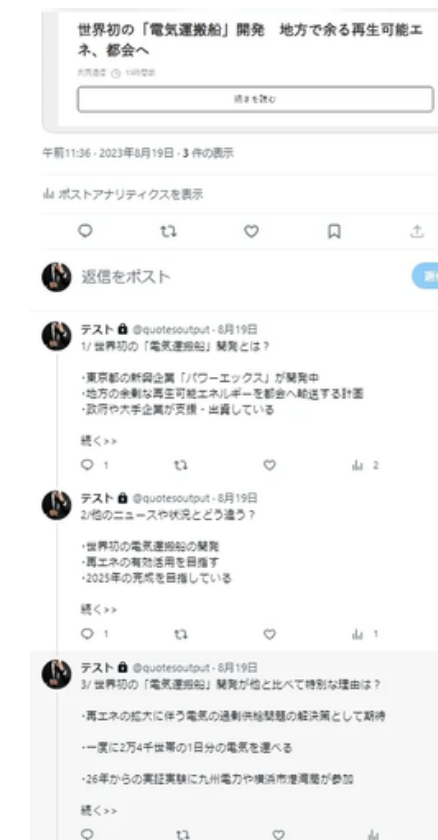 世界初の「電気運搬船」開発　地方で余る再生可能エ
ネ、都会へ
共同通信 13時間前
続きを読む
午前11:36 · 2023年8月19日 · 3 件の表示
ポストアナリティクスを表示
返信をポスト
返信
テスト @quotesoutput · 8月19日
1/ 世界初の「電気運搬船」開発とは？
・東京都の新興企業「パワーエックス」が開発中
・地方の余剰な再生可能エネルギーを都会へ輸送する計画
・政府や大手企業が支援・出資している
続く>>
1 2
テスト @quotesoutput · 8月19日
2/他のニュースや状況とどう違う？
・世界初の電気運搬船の開発
・再エネの有効活用を目指す
・2025年の完成を目指している
続く>>
1 1
テスト @quotesoutput · 8月19日
3/ 世界初の「電気運搬船」開発が他と比べて特別な理由は？
・再エネの拡大に伴う電気の過剰供給問題の解決策として期待
・一度に2万4千世帯の1日分の電気を運べる
・26年からの実証実験に九州電力や横浜市港湾局が参加
続く>>